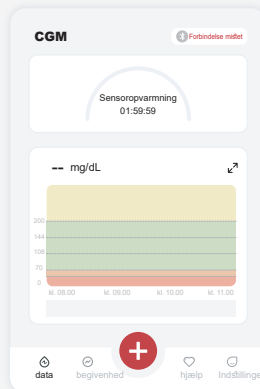 CGM
Forbindelse mistet
Sensoropvarmning
01:59:59
-- mg/dL
200
144
108
70
0
kl. 08.00 kl. 09.00 kl. 10.00 kl. 11.00
data begivenhed hjælp Indstillinge